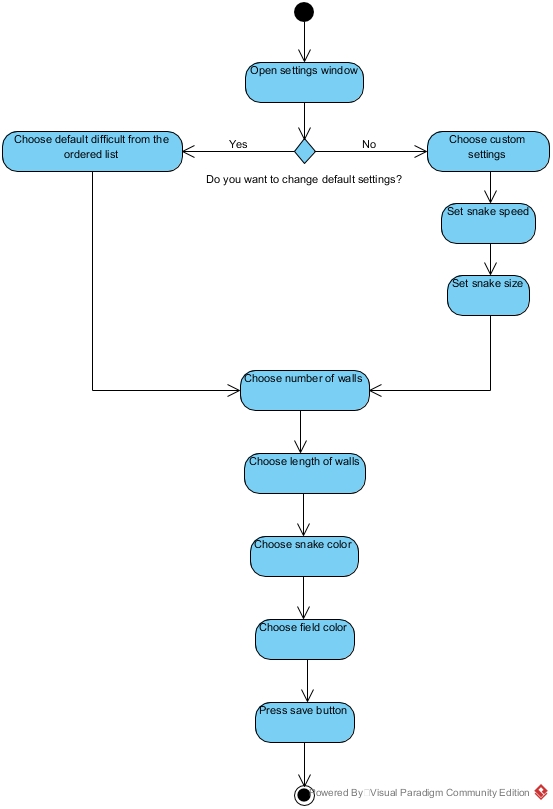 Open settings window
Choose default difficult from the
ordered list
Yes
No
Choose custom
settings
Do you want to change default settings?
Set snake speed
Set snake size
Choose number of walls
Choose length of walls
Choose snake color
Choose field color
Press save button
Powered By Visual Paradigm Community Edition